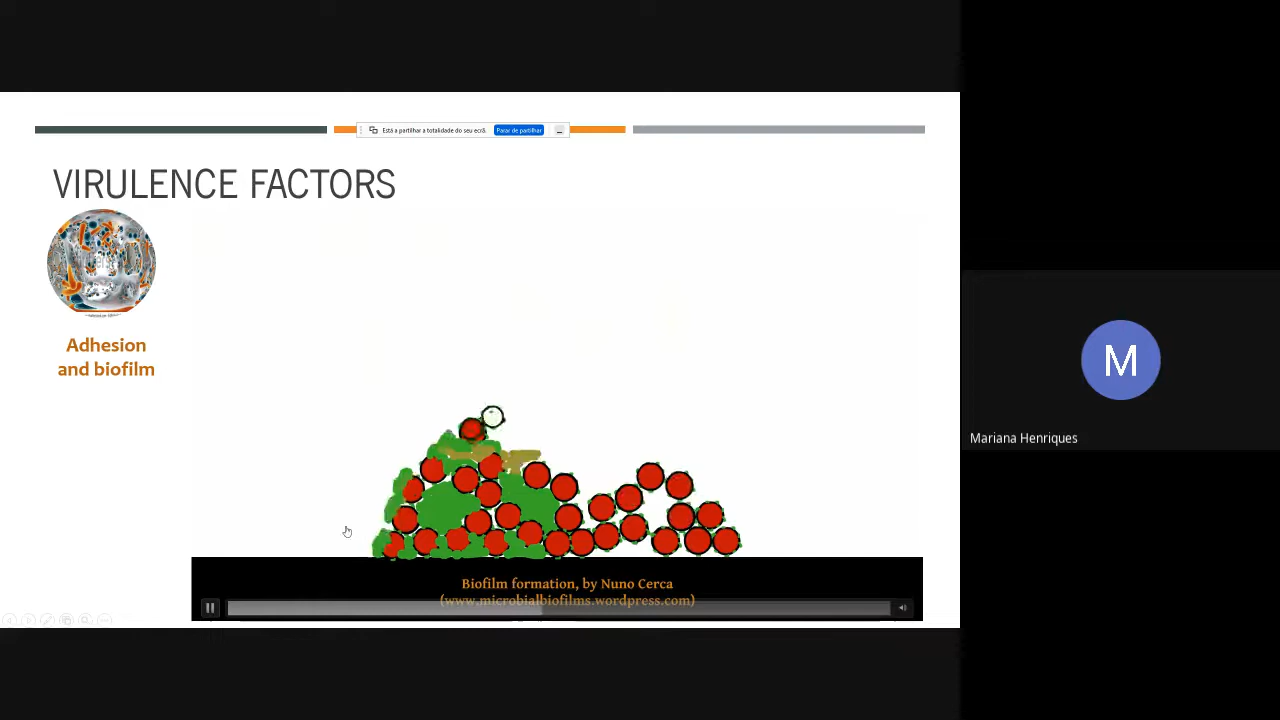 Está a partilhar a totalidade do seu ecrã.
Parar de partilhar
VIRULENCE FACTORS
Adhesion
and biofilm
Biofilm formation, by Nuno Cerca
(www.microbialbiofilms.wordpress.com)
M
Mariana Henriques